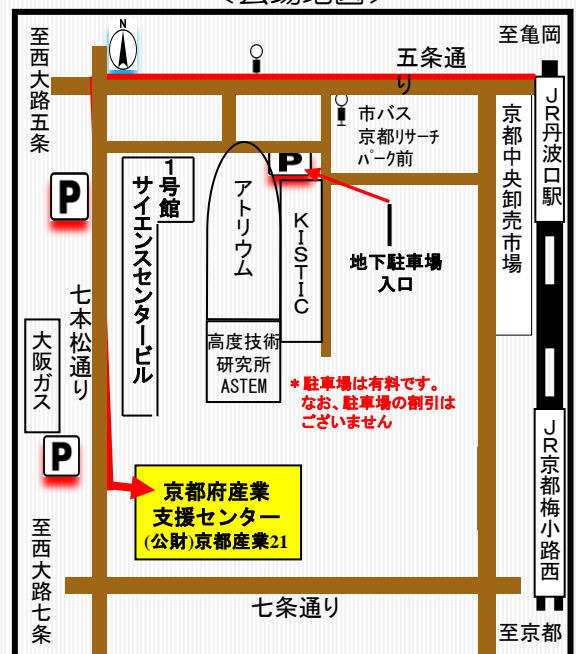 <会場地図>
至亀岡
N
至西大路五条
五条通り
市バス
京都リサーチ
パーク前
京都中央卸売市場
JR丹波口駅
P
1号館
サイエンスセンタービル
アトリウム
P
KISTIC
地下駐車場
入口
七本松通り
大阪ガス
高度技術
研究所
ASTEM
*駐車場は有料です。
なお、駐車場の割引は
ございません
P
JR京都梅小路西
京都府産業
支援センター
(公財)京都産業21
至西大路七条
七条通り
至京都